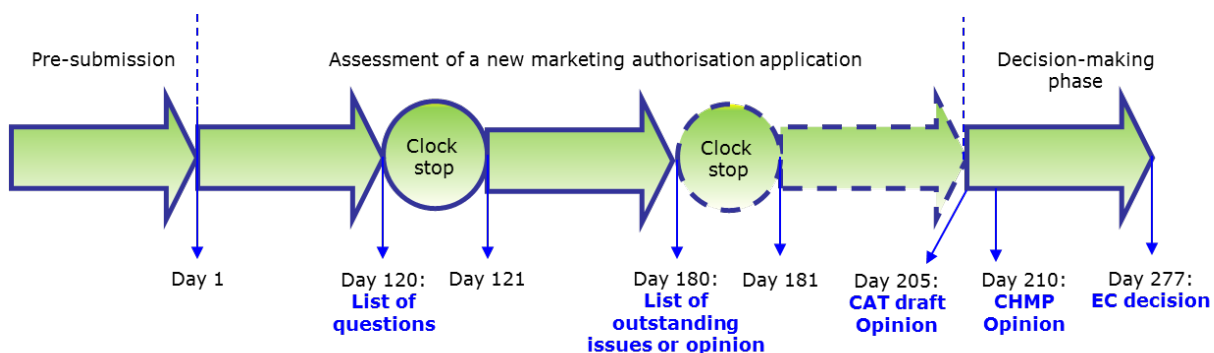 Pre-submission
Assessment of a new marketing authorisation application
Decision-making
phase
Clock
stop
Clock
stop
Day 1
Day 120:
List of
questions
Day 121
Day 180:
List of
outstanding
issues or opinion
Day 181
Day 205:
CAT draft
Opinion
Day 210:
CHMP
Opinion
Day 277:
EC decision